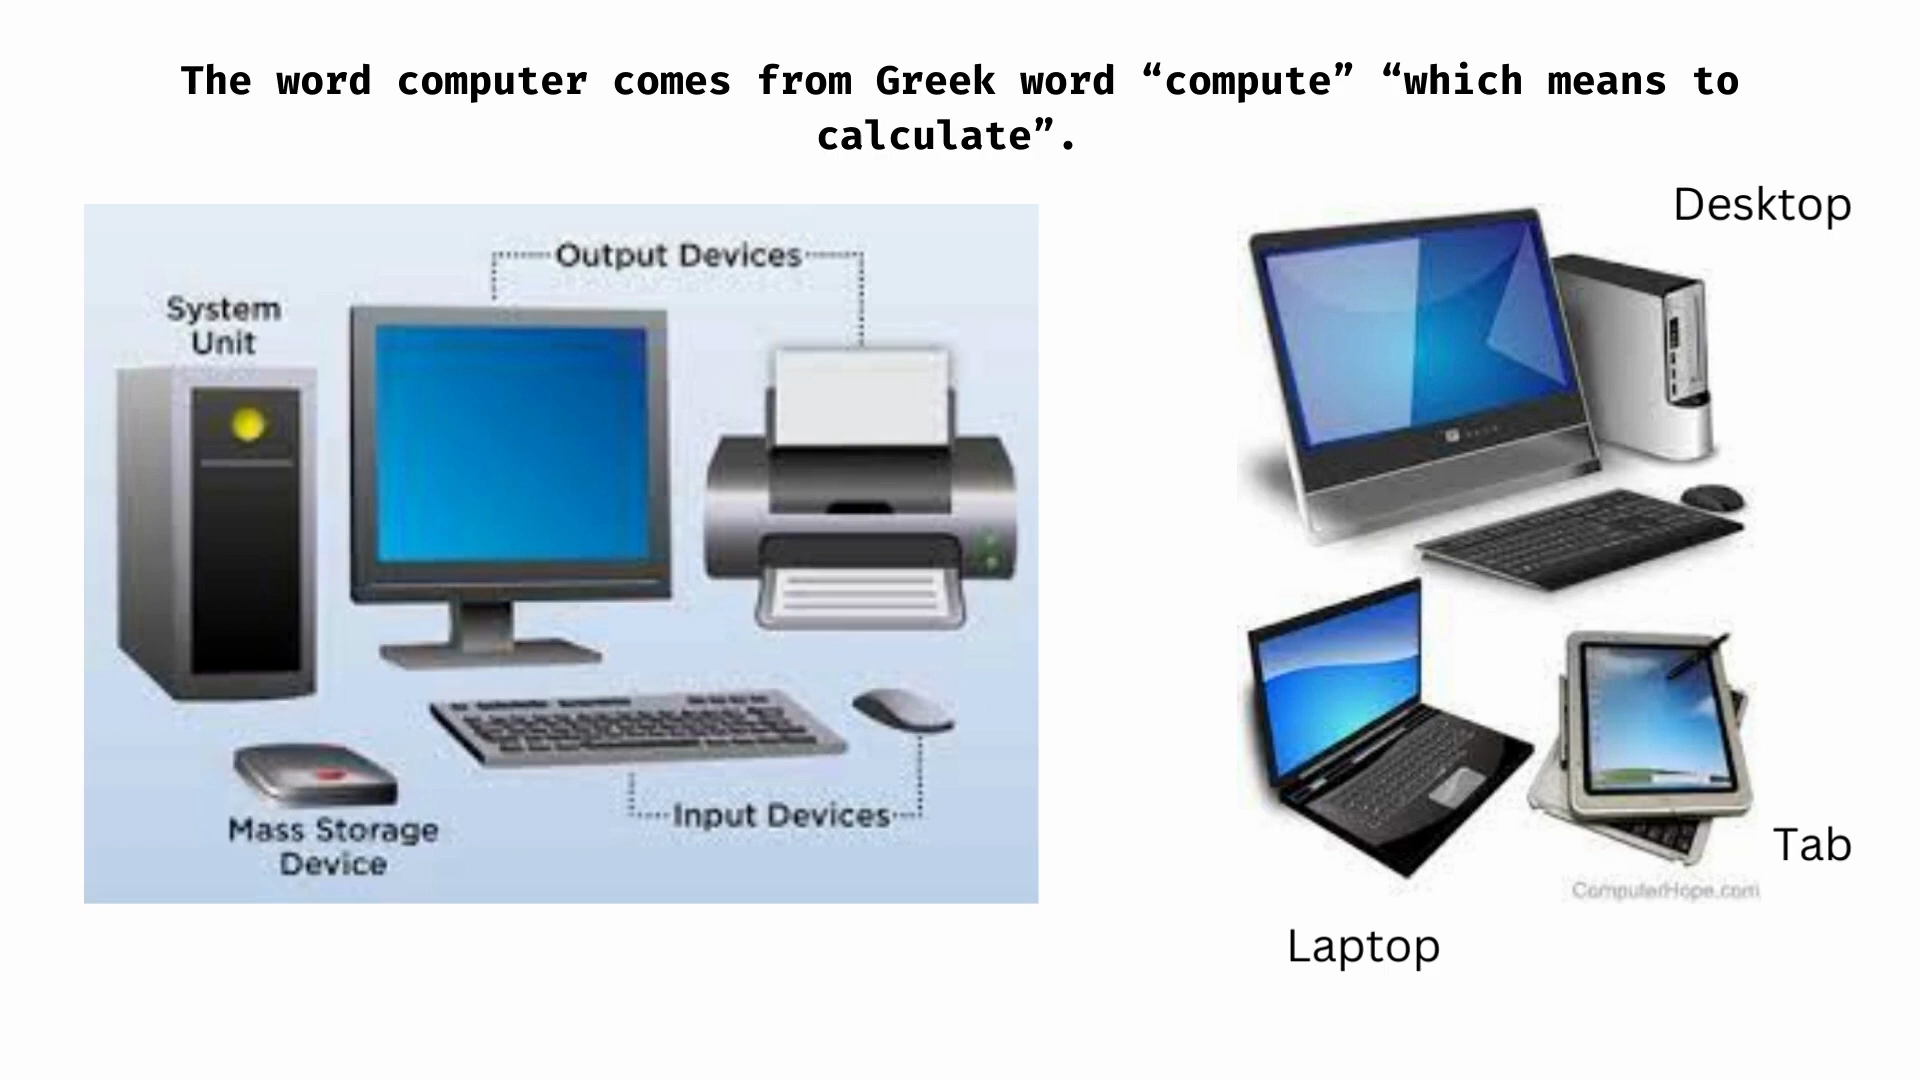 The word computer comes from Greek word “compute” “which means to
calculate”.
Output Devices
System
Unit
Mass Storage
Device
Input Devices
Desktop
Tab
ComputerHope.com
Laptop